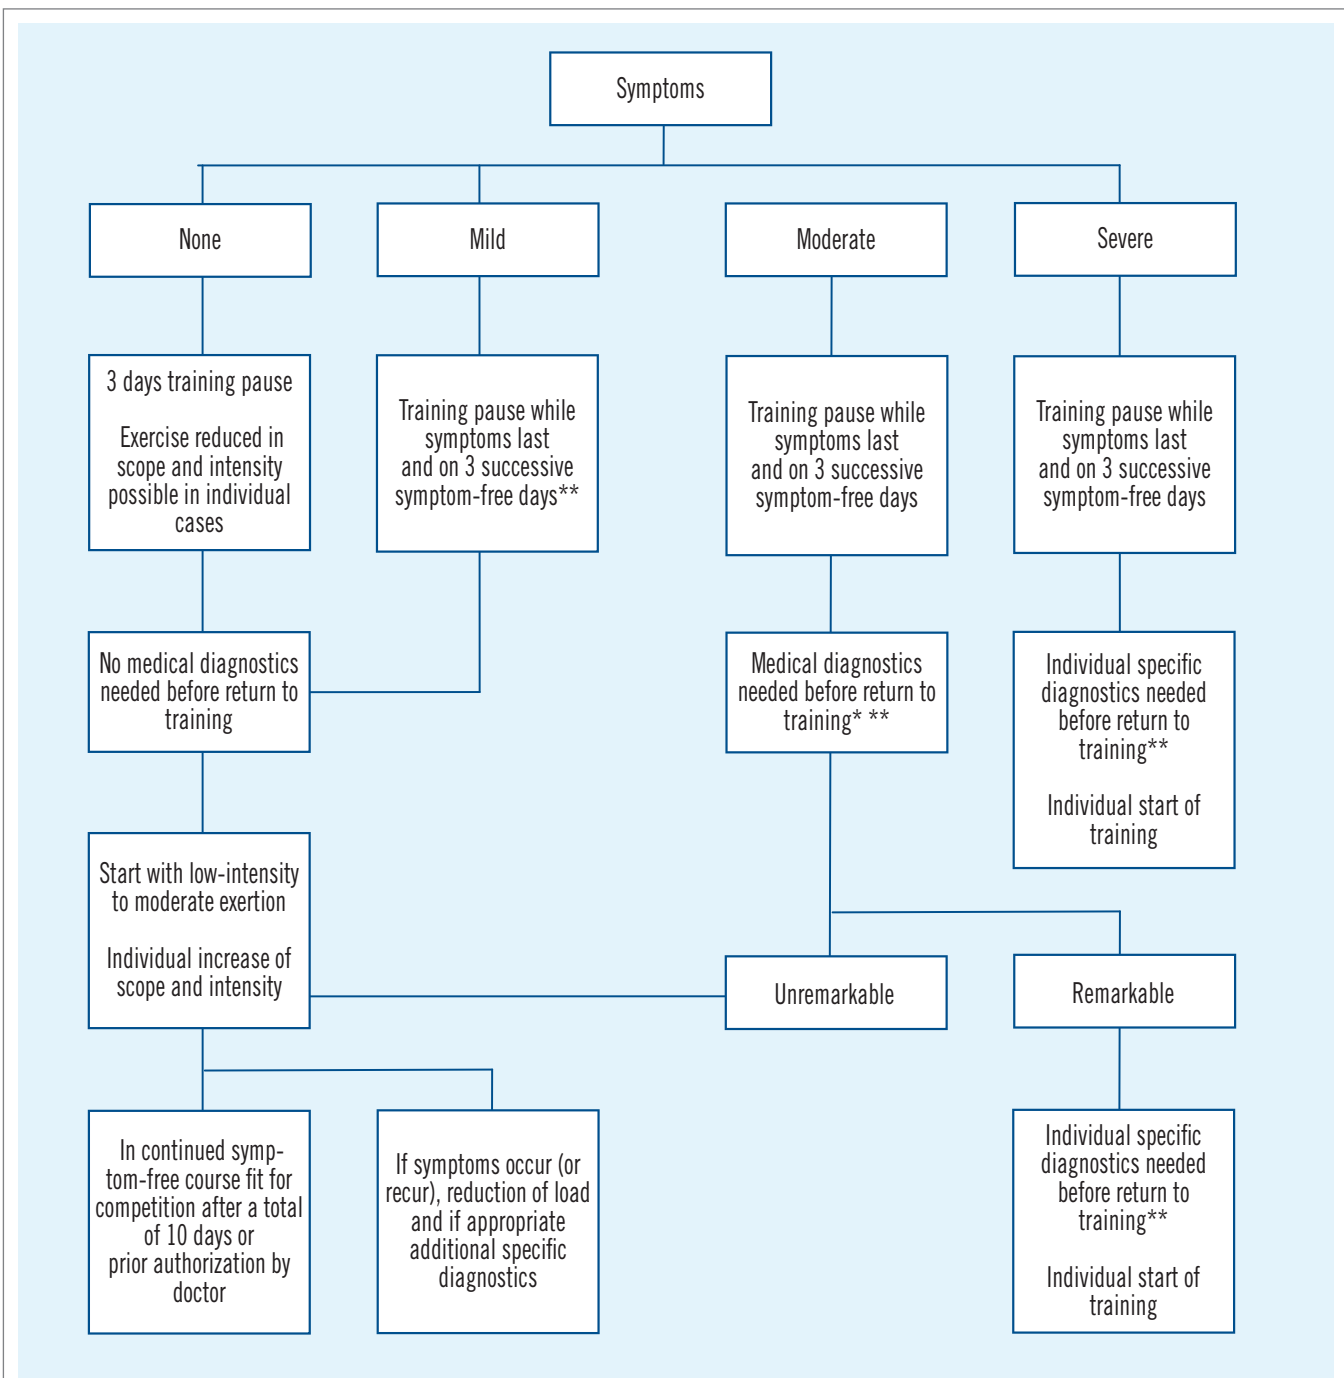 Symptoms
None
Mild
Moderate
Severe
3 days training pause
Exercise reduced in
scope and intensity
possible in individual
cases
Training pause while
symptoms last
and on 3 successive
symptom-free days**
Training pause while
symptoms last
and on 3 successive
symptom-free days
Training pause while
symptoms last
and on 3 successive
symptom-free days
No medical diagnostics
needed before return to
training
Medical diagnostics
needed before return to
training* **
Individual specific
diagnostics needed
before return to
training**
Individual start of
training
Start with low-intensity
to moderate exertion
Individual increase of
scope and intensity
Unremarkable
Remarkable
In continued symp-
tom-free course fit for
competition after a total
of 10 days or
prior authorization by
doctor
If symptoms occur (or
recur), reduction of load
and if appropriate
additional specific
diagnostics
Individual specific
diagnostics needed
before return to
training**
Individual start of
training